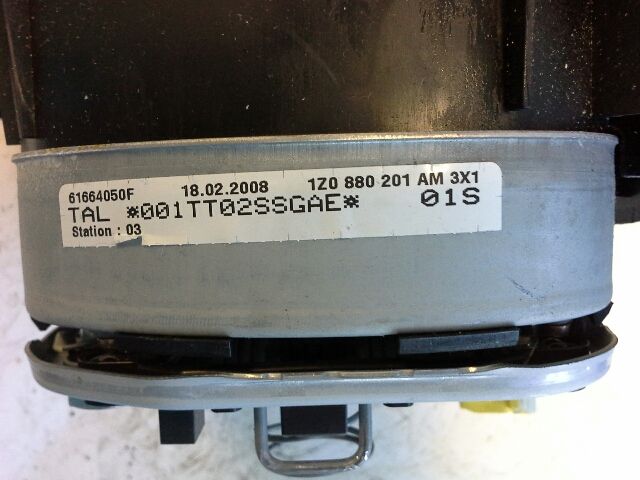 61664050F 18.02.2008 1Z0 880 201 AM 3X1
TAL *001TT02SSGAE* 01S
Station : 03